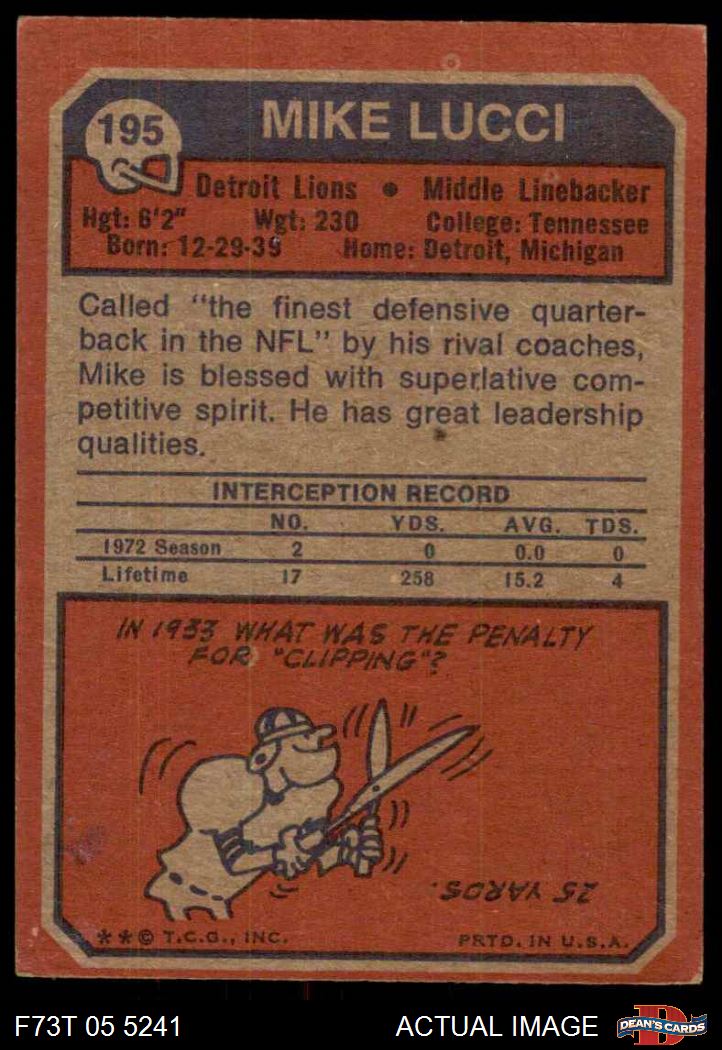 195
MIKE LUCCI
Detroit Lions • Middle Linebacker
Hgt: 6'2" Wgt: 230 College: Tennessee
Born: 12-29-39 Home: Detroit, Michigan
Called "the finest defensive quarter-
back in the NFL" by his rival coaches,
Mike is blessed with superlative com-
petitive spirit. He has great leadership
qualities.
INTERCEPTION RECORD
NO. YDS. AVG. TDS.
1972 Season 2 0 0.0 0
Lifetime 17 258 15.2 4
IN 1933 WHAT WAS THE PENALTY
FOR "CLIPPING"?
25 YARDS.
**© T.C.G., INC. PRTD. IN U.S.A.
F73T 05 5241 ACTUAL IMAGE D
DEAN'S CARDS